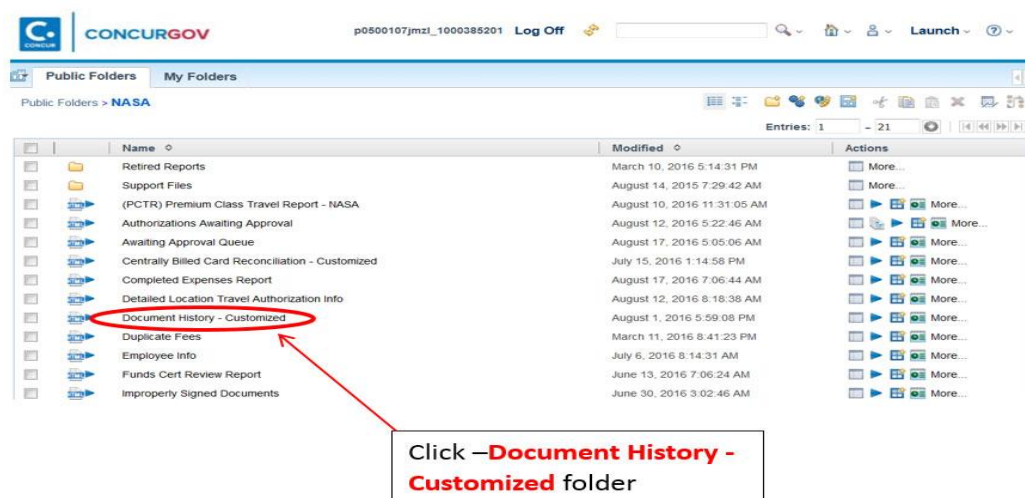 C.
CONCUR
CONCURGOV
p0500107jmzl_1000385201 Log Off
Launch
Public Folders My Folders
Public Folders > NASA
Entries: 1 - 21
Name Modified Actions
Retired Reports March 10, 2016 5:14:31 PM More...
Support Files August 14, 2015 7:29:42 AM More...
(PCTR) Premium Class Travel Report - NASA August 10, 2016 11:31:05 AM More...
Authorizations Awaiting Approval August 12, 2016 5:22:46 AM More...
Awaiting Approval Queue August 17, 2016 5:05:06 AM More...
Centrally Billed Card Reconciliation - Customized July 15, 2016 1:14:58 PM More...
Completed Expenses Report August 17, 2016 7:06:44 AM More...
Detailed Location Travel Authorization Info August 12, 2016 8:18:38 AM More...
Document History - Customized August 1, 2016 5:59:08 PM More...
Duplicate Fees March 11, 2016 8:41:23 PM More...
Employee Info July 6, 2016 8:14:31 AM More...
Funds Cert Review Report June 13, 2016 7:06:24 AM More...
Improperly Signed Documents June 30, 2016 3:02:46 AM More...
Click –Document History -
Customized folder